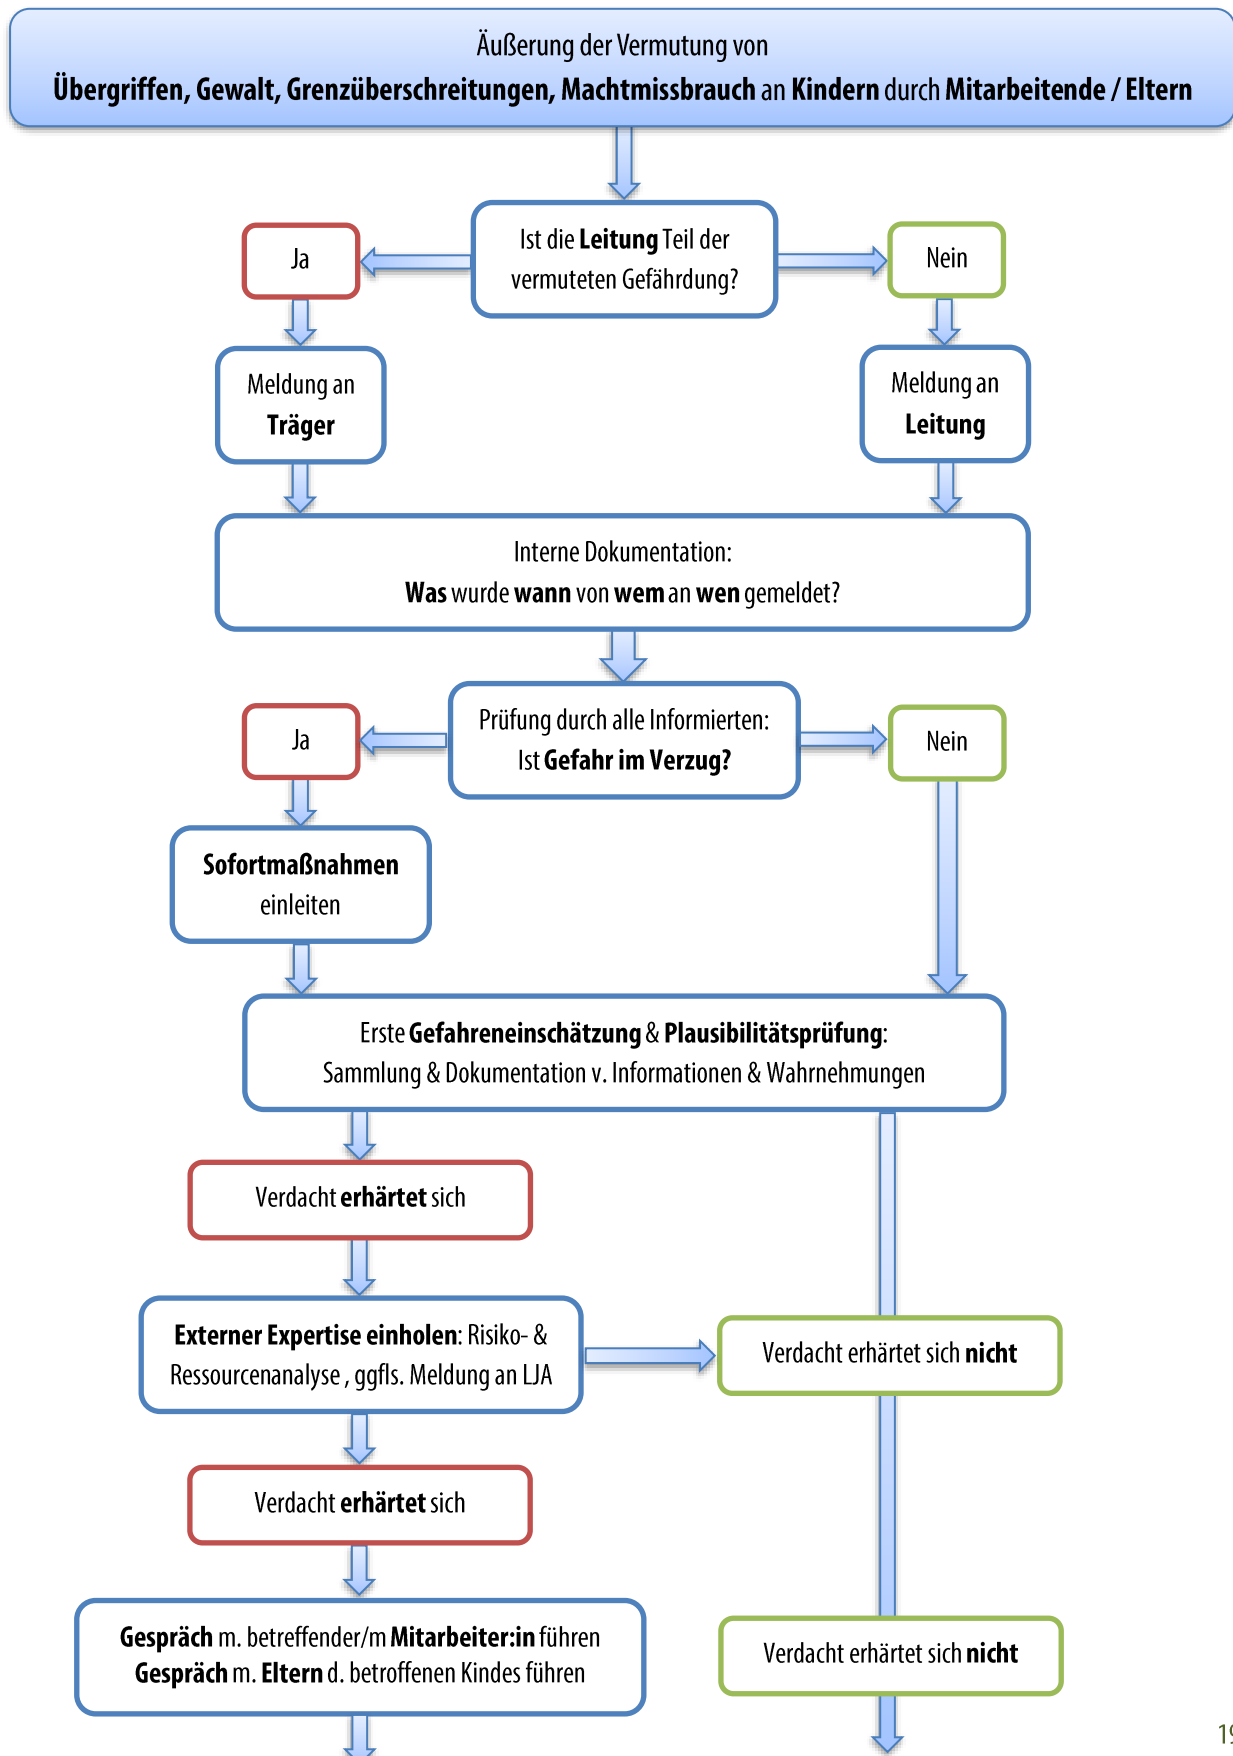 Äußerung der Vermutung von
Übergriffen, Gewalt, Grenzüberschreitungen, Machtmissbrauch an Kindern durch Mitarbeitende / Eltern
Ja
Ist die Leitung Teil der
vermuteten Gefährdung?
Nein
Meldung an
Träger
Meldung an
Leitung
Interne Dokumentation:
Was wurde wann von wem an wen gemeldet?
Ja
Prüfung durch alle Informierten:
Ist Gefahr im Verzug?
Nein
Sofortmaßnahmen
einleiten
Erste Gefahreneinschätzung & Plausibilitätsprüfung:
Sammlung & Dokumentation v. Informationen & Wahrnehmungen
Verdacht erhärtet sich
Externer Expertise einholen: Risiko- &
Ressourcenanalyse , ggfls. Meldung an LJA
Verdacht erhärtet sich nicht
Verdacht erhärtet sich
Gespräch m. betreffender/m Mitarbeiter:in führen
Gespräch m. Eltern d. betroffenen Kindes führen
Verdacht erhärtet sich nicht
19